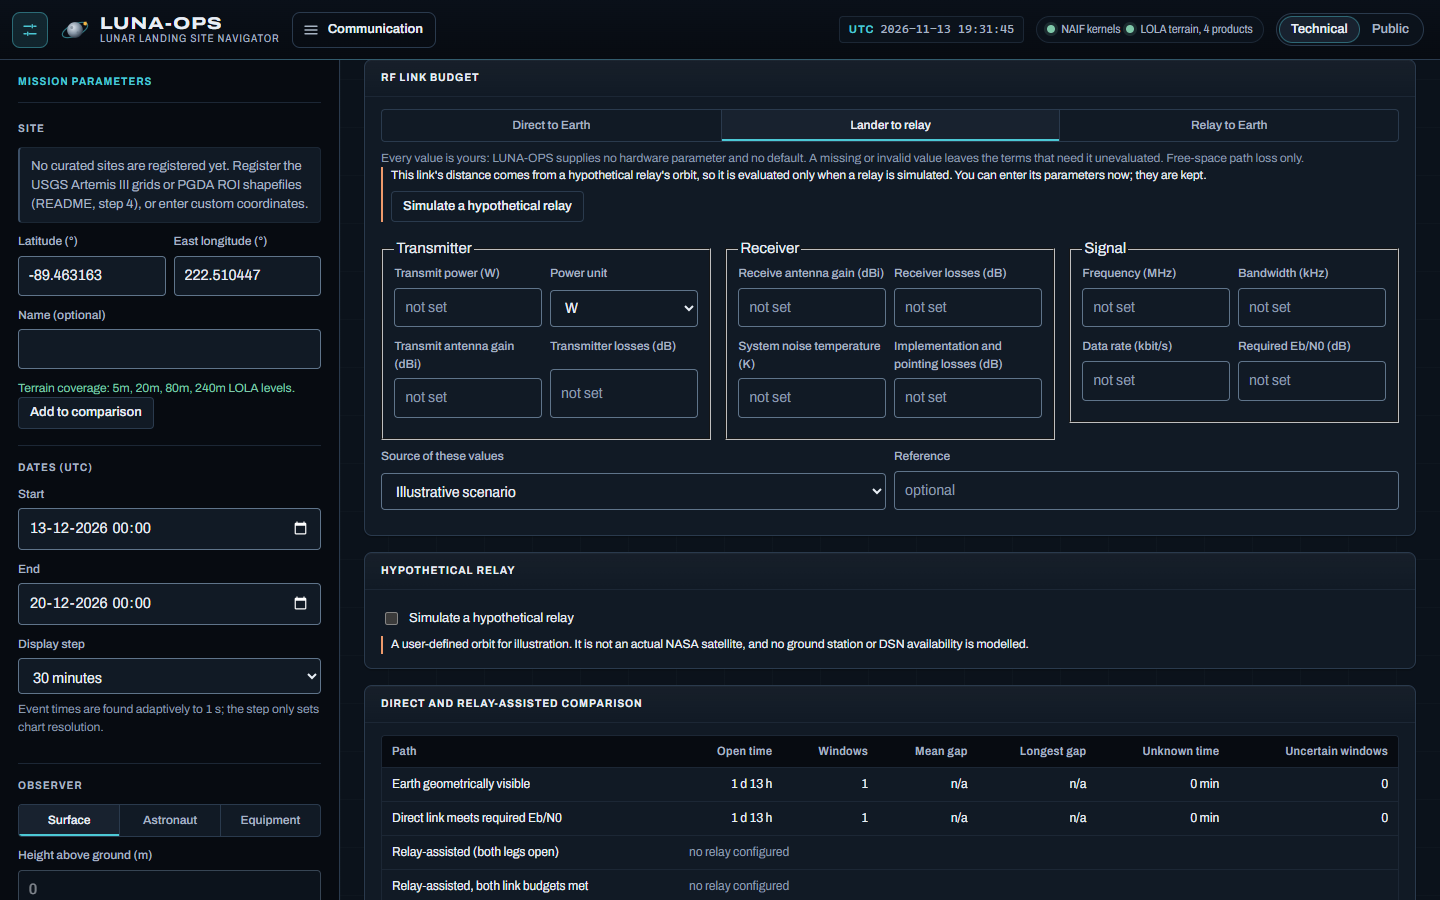 LUNA-OPS
LUNAR LANDING SITE NAVIGATOR
Communication
UTC 2026-11-13 19:31:45
NAIF kernels
LOLA terrain, 4 products
Technical
Public
MISSION PARAMETERS
SITE
No curated sites are registered yet. Register the
USGS Artemis III grids or PGDA ROI shapefiles
(README, step 4), or enter custom coordinates.
Latitude (°)
East longitude (°)
-89.463163
222.510447
Name (optional)
Terrain coverage: 5m, 20m, 80m, 240m LOLA levels.
Add to comparison
DATES (UTC)
Start
13-12-2026 00:00
End
20-12-2026 00:00
Display step
30 minutes
Event times are found adaptively to 1 s; the step only sets
chart resolution.
OBSERVER
Surface
Astronaut
Equipment
Height above ground (m)
0
RF LINK BUDGET
Direct to Earth
Lander to relay
Relay to Earth
Every value is yours: LUNA-OPS supplies no hardware parameter and no default. A missing or invalid value leaves the terms that need it unevaluated. Free-space path loss only.
This link's distance comes from a hypothetical relay's orbit, so it is evaluated only when a relay is simulated. You can enter its parameters now; they are kept.
Simulate a hypothetical relay
Transmitter
Transmit power (W)
Power unit
not set
W
Transmit antenna gain
(dBi)
Transmitter losses (dB)
not set
not set
Receiver
Receive antenna gain (dBi)
Receiver losses (dB)
not set
not set
System noise temperature
(K)
Implementation and
pointing losses (dB)
not set
not set
Signal
Frequency (MHz)
Bandwidth (kHz)
not set
not set
Data rate (kbit/s)
Required Eb/N0 (dB)
not set
not set
Source of these values
Reference
Illustrative scenario
optional
HYPOTHETICAL RELAY
Simulate a hypothetical relay
A user-defined orbit for illustration. It is not an actual NASA satellite, and no ground station or DSN availability is modelled.
DIRECT AND RELAY-ASSISTED COMPARISON
Path Open time Windows Mean gap Longest gap Unknown time Uncertain windows
Earth geometrically visible 1 d 13 h 1 n/a n/a 0 min 0
Direct link meets required Eb/N0 1 d 13 h 1 n/a n/a 0 min 0
Relay-assisted (both legs open) no relay configured
Relay-assisted, both link budgets met no relay configured